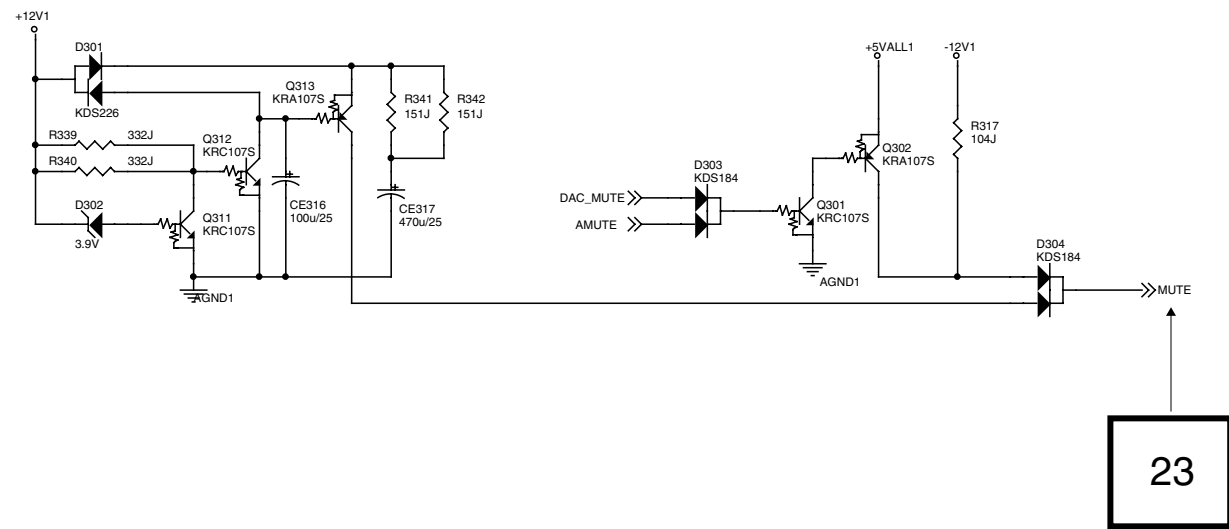 +12V1
D301
KDS226
R339 332J
R340 332J
D302
3.9V
Q312
KRC107S
Q311
KRC107S
AGND1
Q313
KRA107S
CE316
100u/25
R341
151J
R342
151J
CE317
470u/25
+5VALL1
-12V1
R317
104J
Q302
KRA107S
D303
KDS184
DAC_MUTE
AMUTE
Q301
KRC107S
AGND1
D304
KDS184
MUTE
23